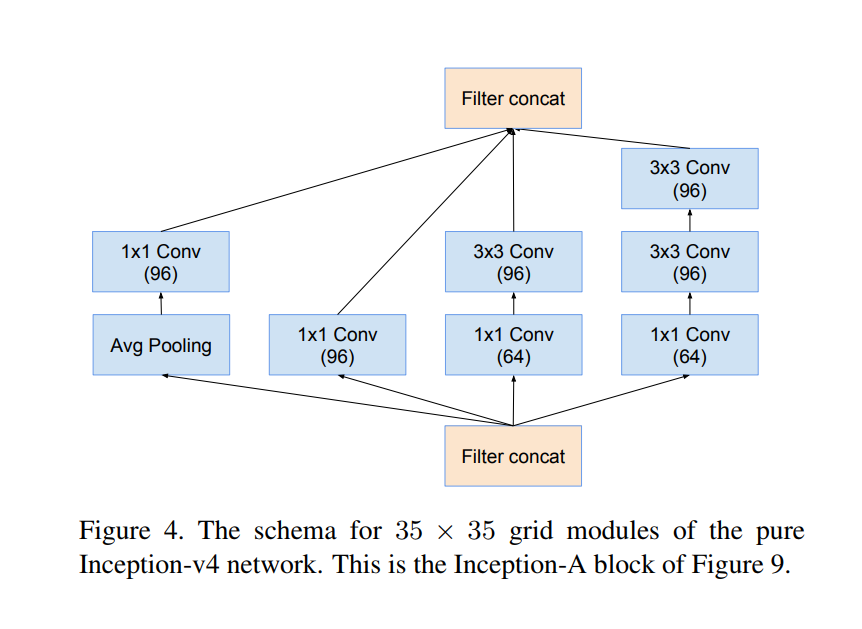 Filter concat
3x3 Conv
(96)
1x1 Conv
(96)
3x3 Conv
(96)
3x3 Conv
(96)
Avg Pooling
1x1 Conv
(96)
1x1 Conv
(64)
1x1 Conv
(64)
Filter concat
Figure 4. The schema for 35 × 35 grid modules of the pure
Inception-v4 network. This is the Inception-A block of Figure 9.